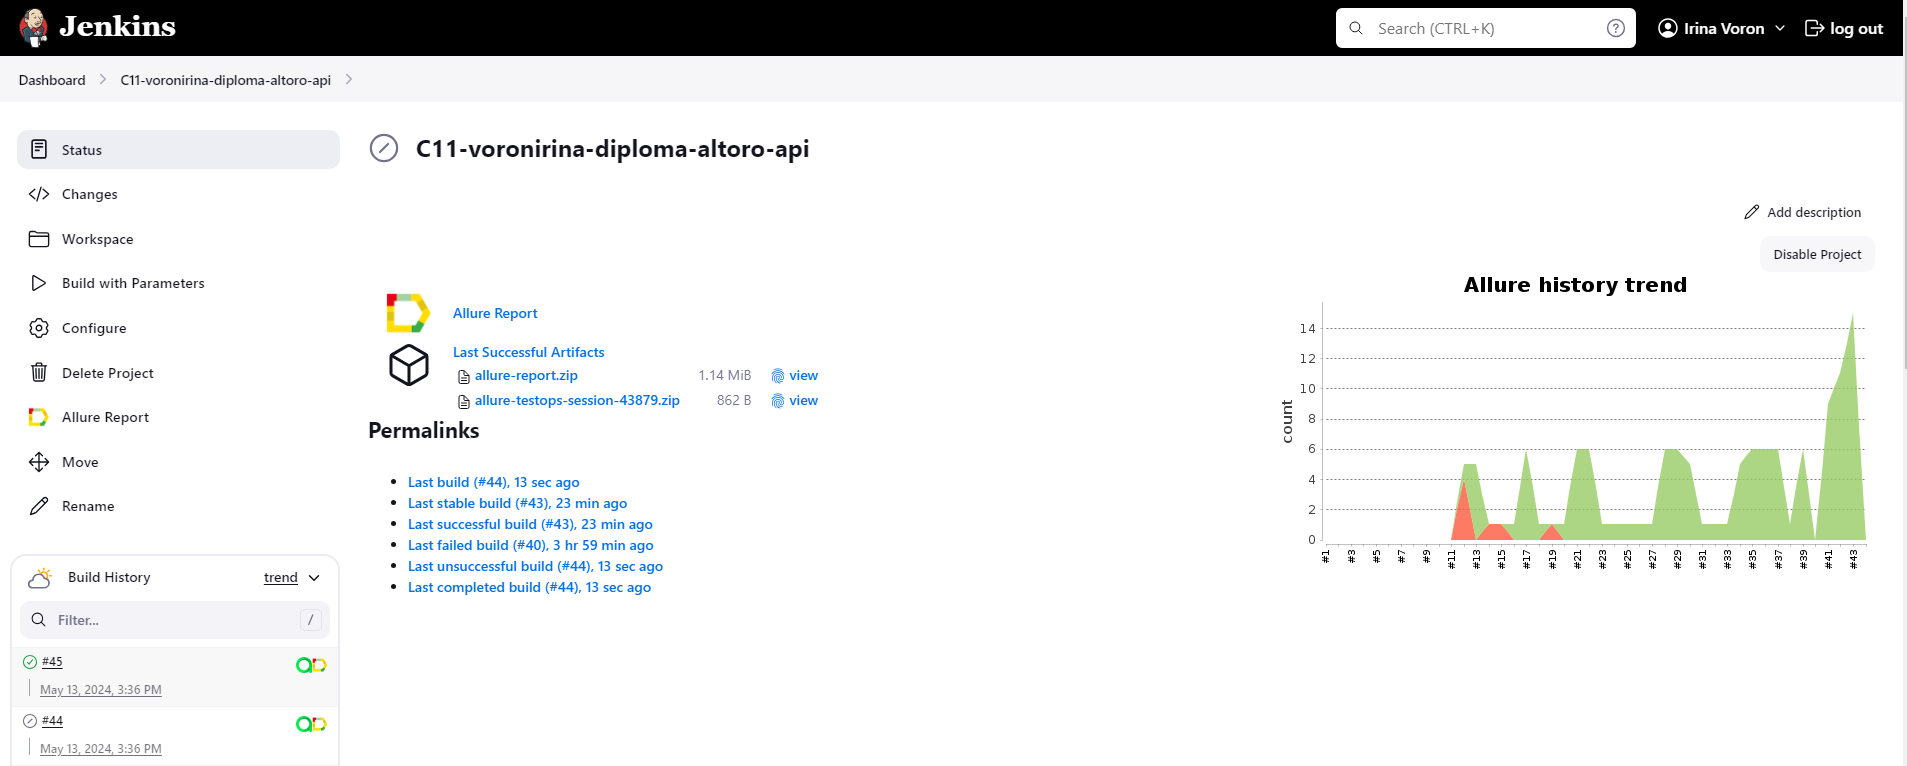 Jenkins
Search (CTRL+K)
Irina Voron
log out
Dashboard
C11-voronirina-diploma-altoro-api
Status
Changes
Workspace
Build with Parameters
Configure
Delete Project
Allure Report
Move
Rename
Build History
trend
Filter...
/
#45
May 13, 2024, 3:36 PM
#44
May 13, 2024, 3:36 PM
C11-voronirina-diploma-altoro-api
Add description
Disable Project
Allure Report
Last Successful Artifacts
allure-report.zip 1.14 MiB view
allure-testops-session-43879.zip 862 B view
Permalinks
Last build (#44), 13 sec ago
Last stable build (#43), 23 min ago
Last successful build (#43), 23 min ago
Last failed build (#40), 3 hr 59 min ago
Last unsuccessful build (#44), 13 sec ago
Last completed build (#44), 13 sec ago
Allure history trend
count
14
12
10
8
6
4
2
0
#1 #3 #5 #7 #9 #11 #13 #15 #17 #19 #21 #23 #25 #27 #29 #31 #33 #35 #37 #39 #41 #43